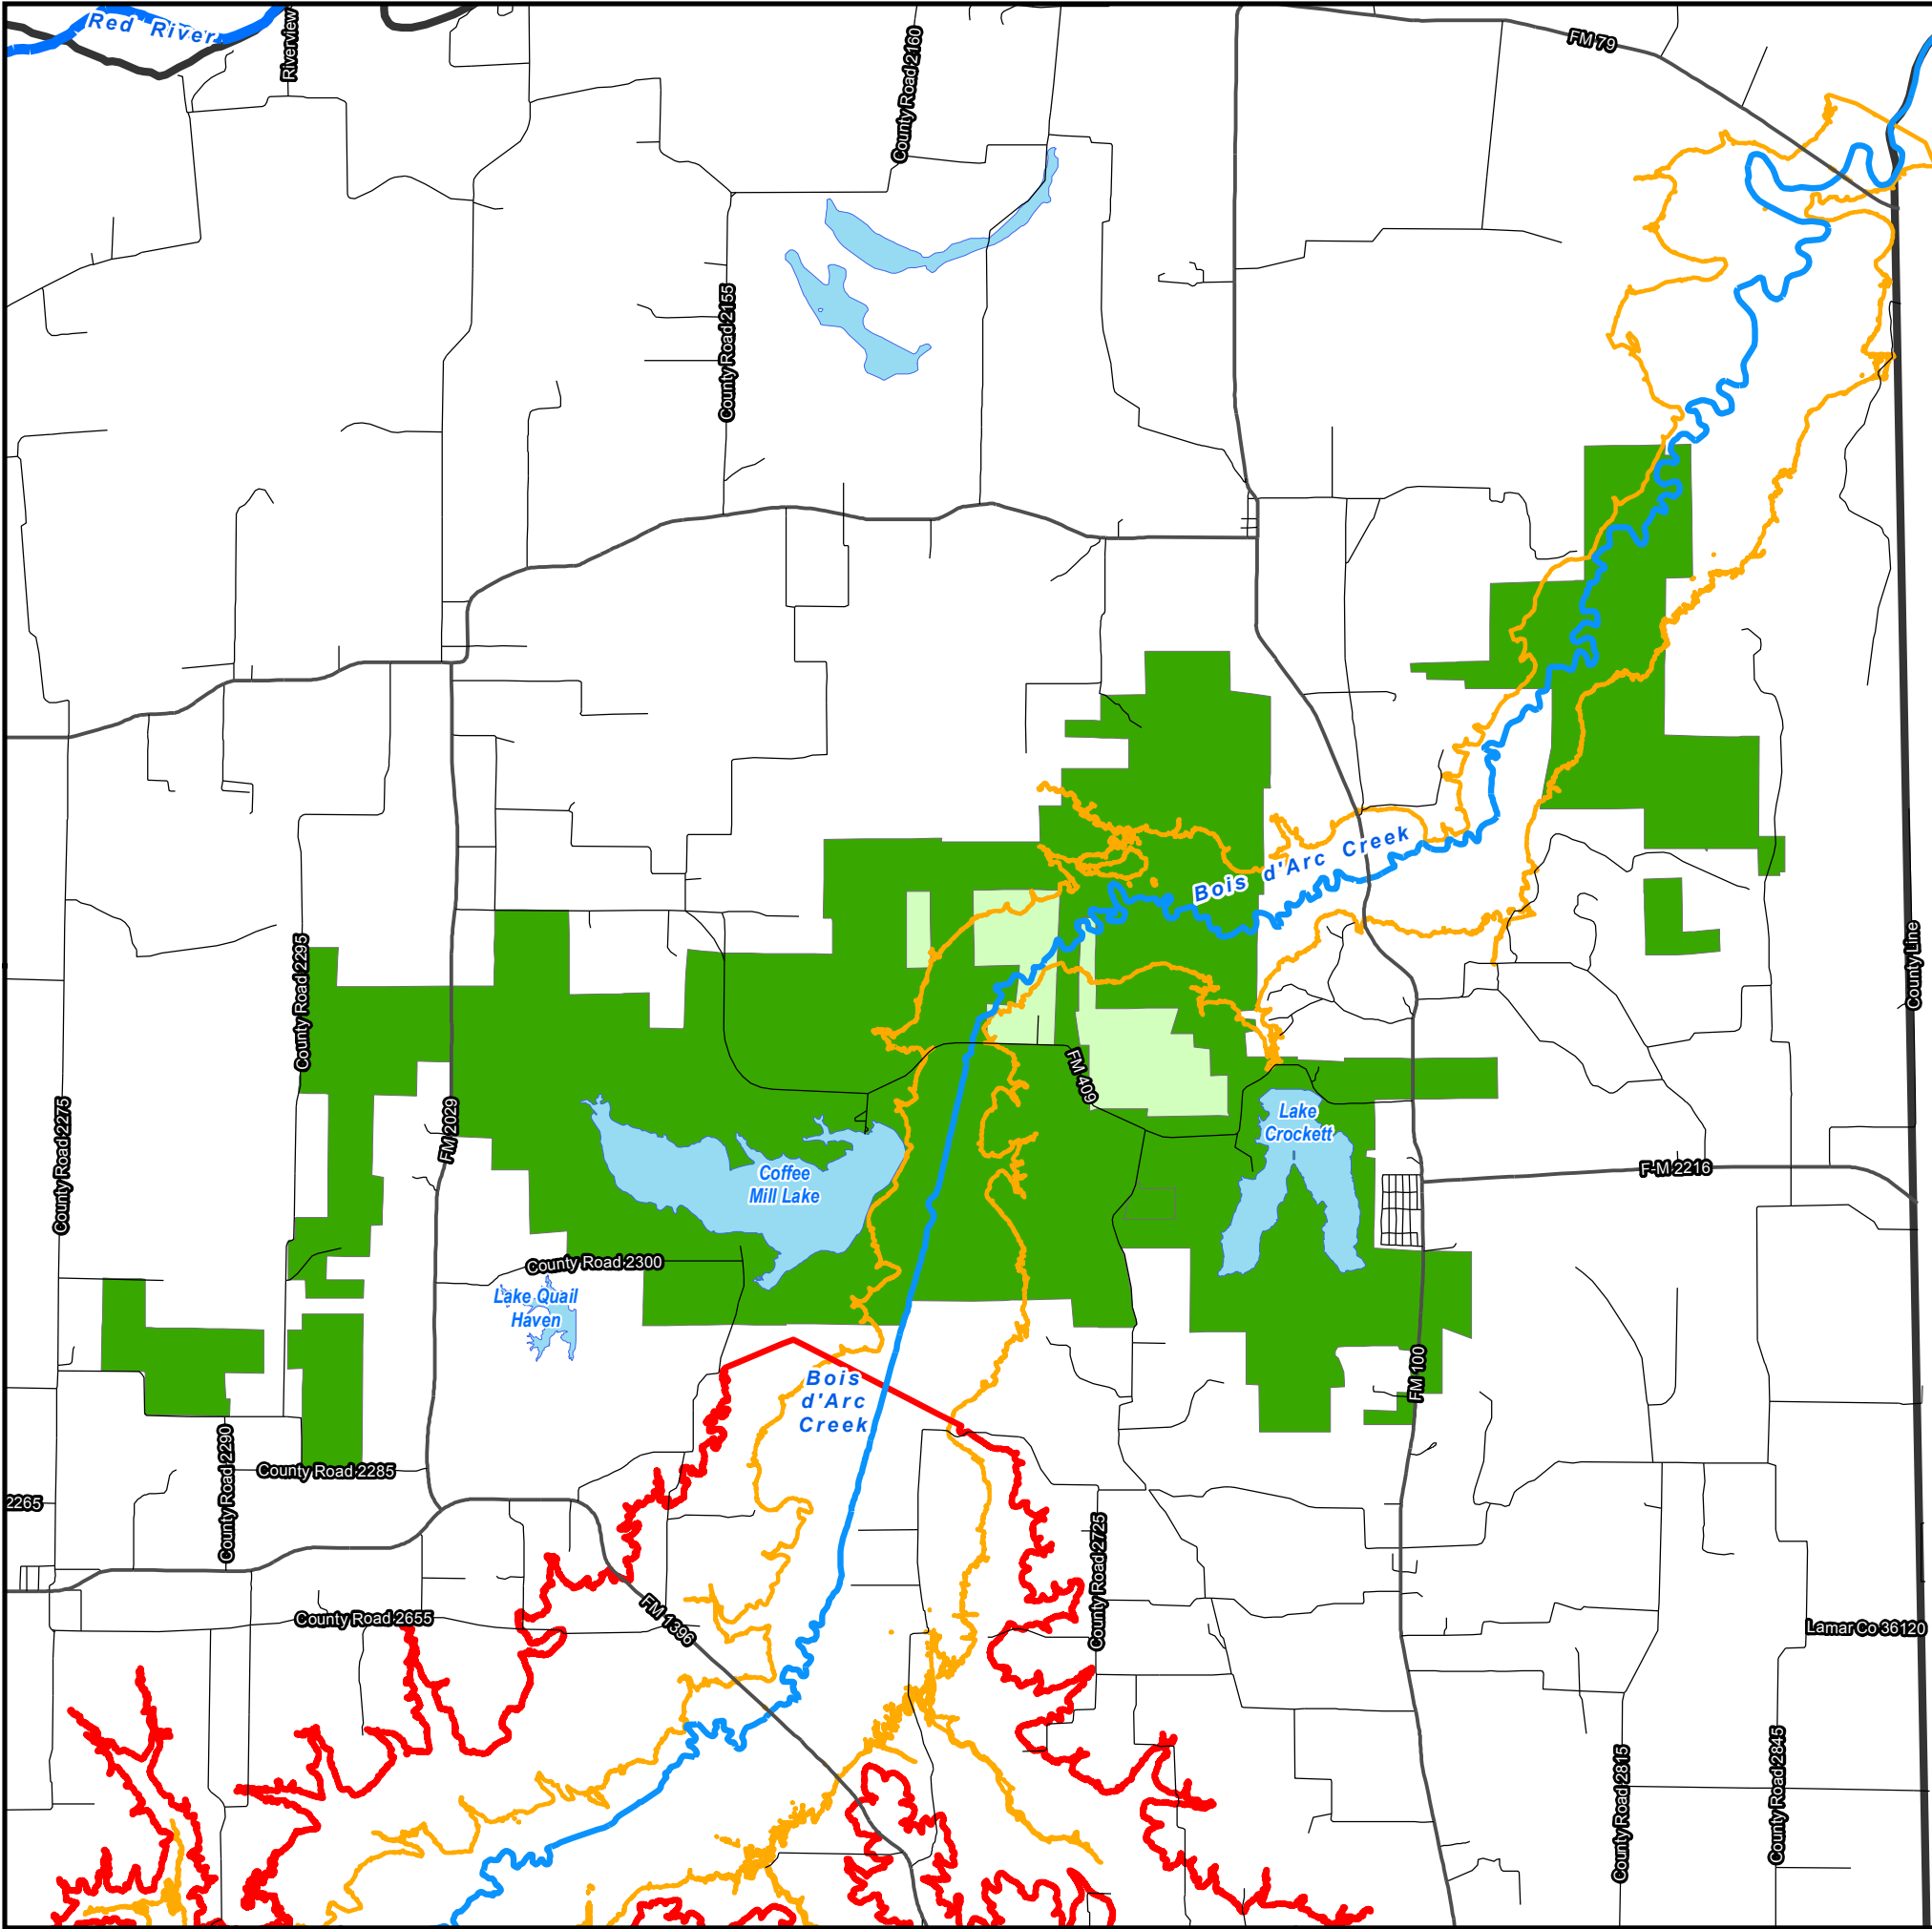 Red River
Riverview
County Road 2160
FM 79
County Road 2155
Bois d'Arc Creek
County Road 2295
County Line
FM 2029
FM 409
Lake
Crockett
County Road 2275
Coffee
Mill Lake
F-M 2216
County Road 2300
Lake Quail
Haven
Bois
d'Arc
Creek
FM 100
County Road 2290
County Road 2285
2265
County Road 2725
County Road 2655
FM 1396
Lamar Co 36120
County Road 2815
County Road 2845